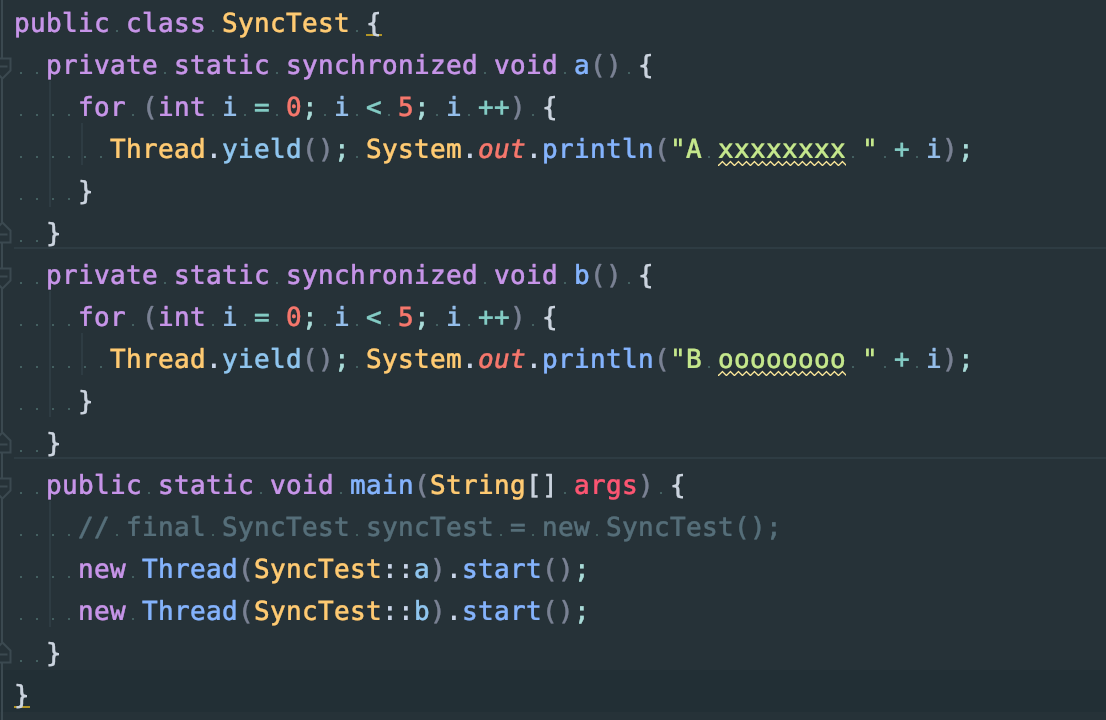 public class SyncTest {
private static synchronized void a() {
for (int i = 0; i < 5; i ++) {
Thread.yield(); System.out.println("A xxxxxxxx " + i);
}
}
private static synchronized void b() {
for (int i = 0; i < 5; i ++) {
Thread.yield(); System.out.println("B oooooooo " + i);
}
}
public static void main(String[] args) {
// final SyncTest syncTest = new SyncTest();
new Thread(SyncTest::a).start();
new Thread(SyncTest::b).start();
}
}